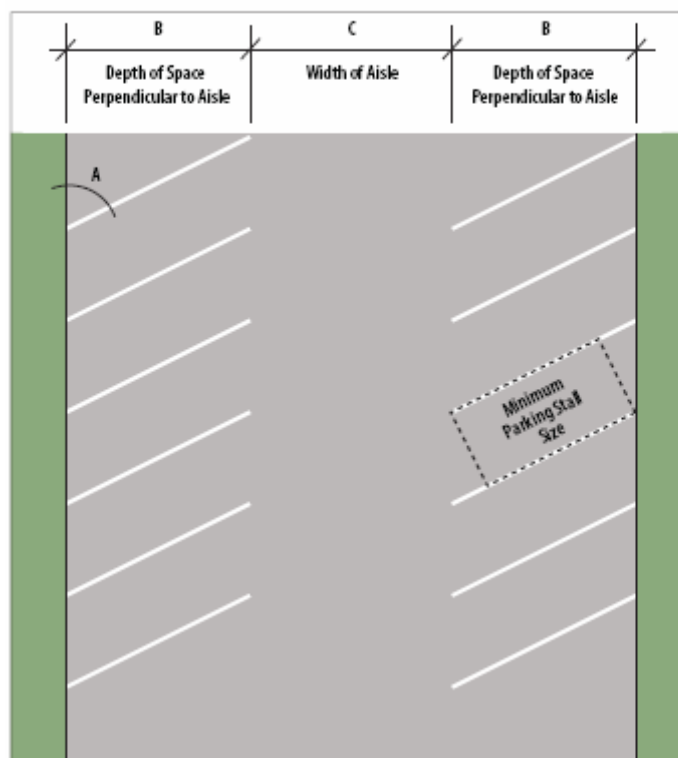 B
C
B
Depth of Space
Perpendicular to Aisle
Width of Aisle
Depth of Space
Perpendicular to Aisle
A
Minimum
Parking Stall
Size